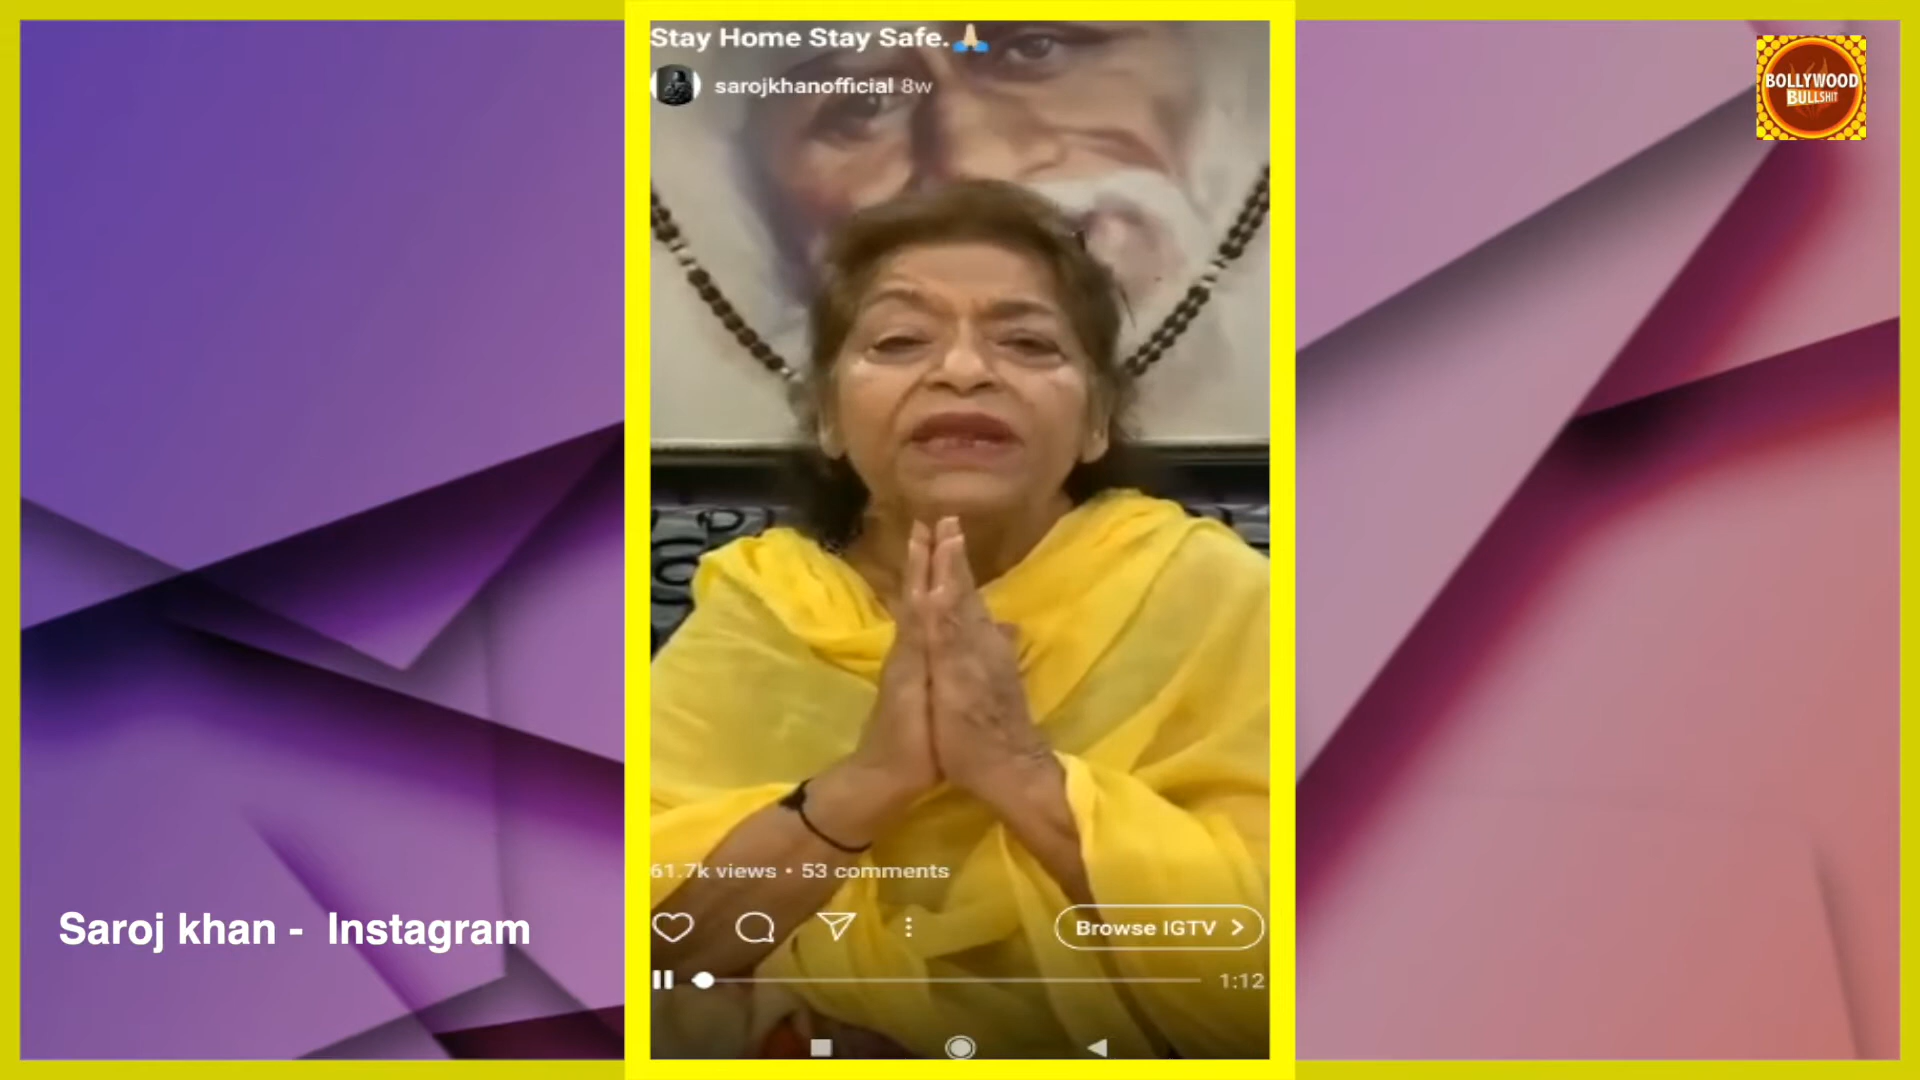 Stay Home Stay Safe.🙏
sarojkhanofficial 8w
BOLLYWOOD
BULLSHIT
61.7k views • 53 comments
Browse IGTV >
Saroj khan - Instagram
1:12